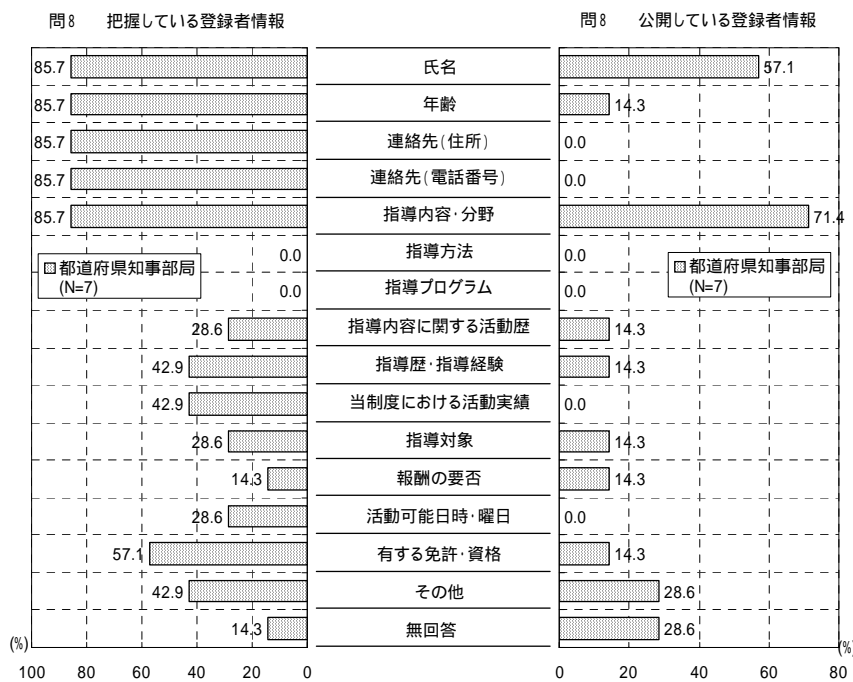 問8 把握している登録者情報
問8 公開している登録者情報
85.7 氏名 57.1
85.7 年齢 14.3
85.7 連絡先(住所) 0.0
85.7 連絡先(電話番号) 0.0
85.7 指導内容・分野 71.4
0.0 指導方法 0.0
都道府県知事部局
(N=7)
都道府県知事部局
(N=7)
0.0 指導プログラム 0.0
28.6 指導内容に関する活動歴 14.3
42.9 指導歴・指導経験 14.3
42.9 当制度における活動実績 0.0
28.6 指導対象 14.3
14.3 報酬の要否 14.3
28.6 活動可能日時・曜日 0.0
57.1 有する免許・資格 14.3
42.9 その他 28.6
14.3 無回答 28.6
(%) (%)
100 80 60 40 20 0 0 20 40 60 80